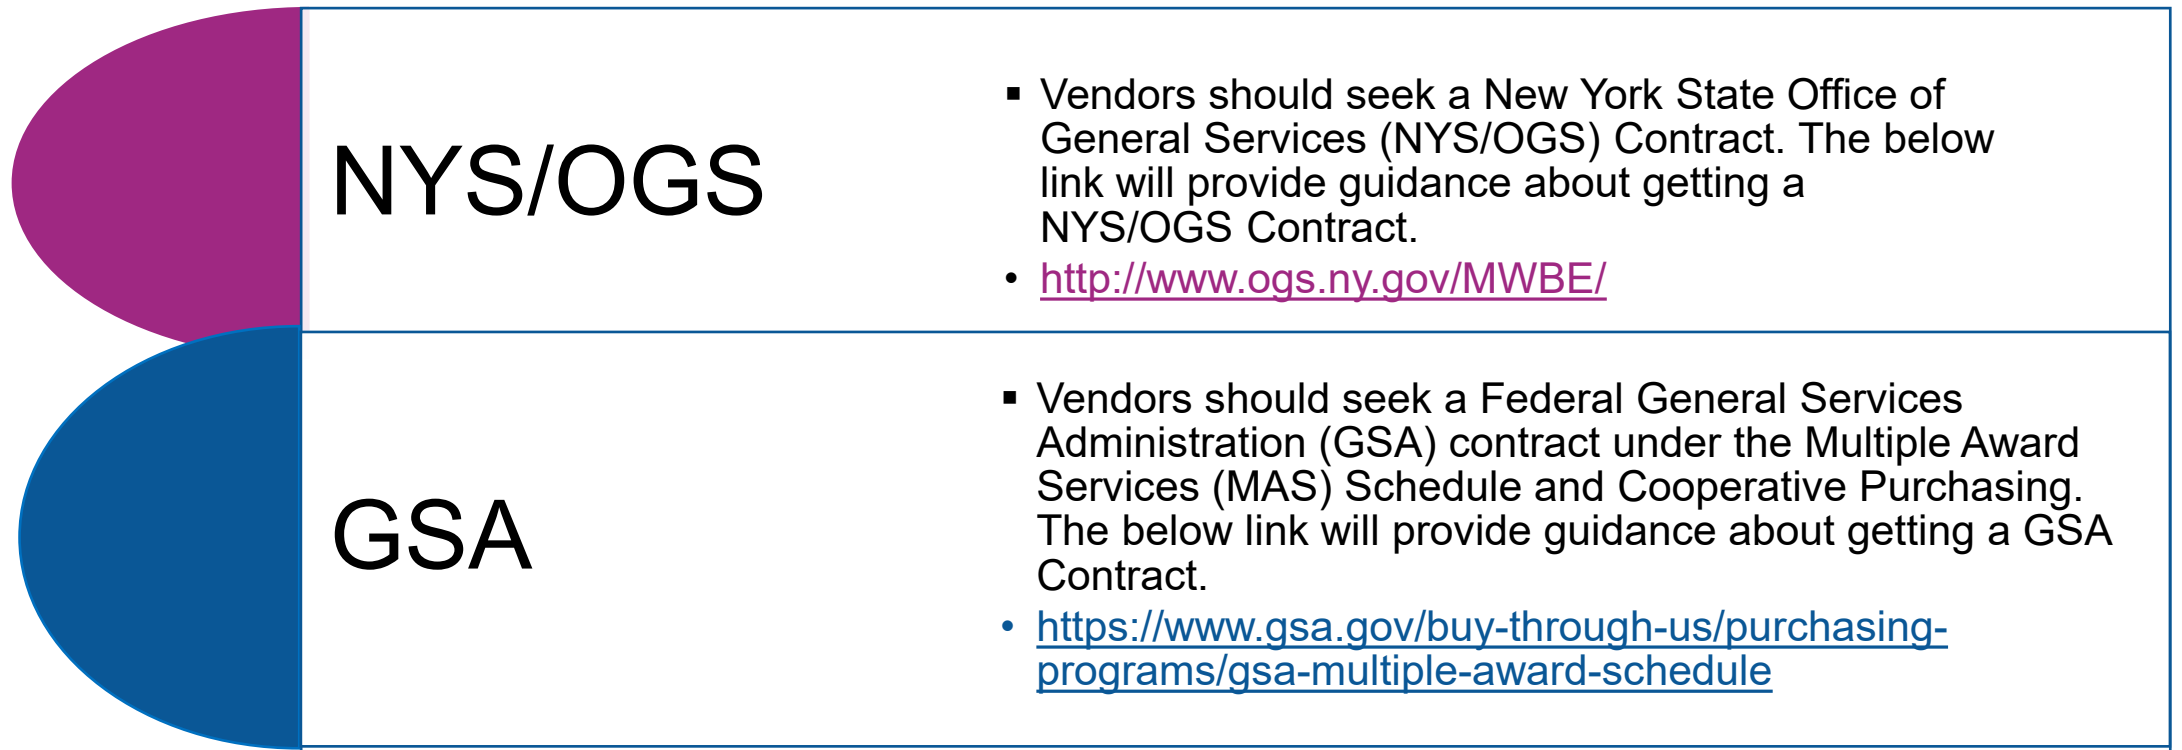 NYS/OGS
▪ Vendors should seek a New York State Office of
General Services (NYS/OGS) Contract. The below
link will provide guidance about getting a
NYS/OGS Contract.
• http://www.ogs.ny.gov/MWBE/
GSA
▪ Vendors should seek a Federal General Services
Administration (GSA) contract under the Multiple Award
Services (MAS) Schedule and Cooperative Purchasing.
The below link will provide guidance about getting a GSA
Contract.
• https://www.gsa.gov/buy-through-us/purchasing-
programs/gsa-multiple-award-schedule